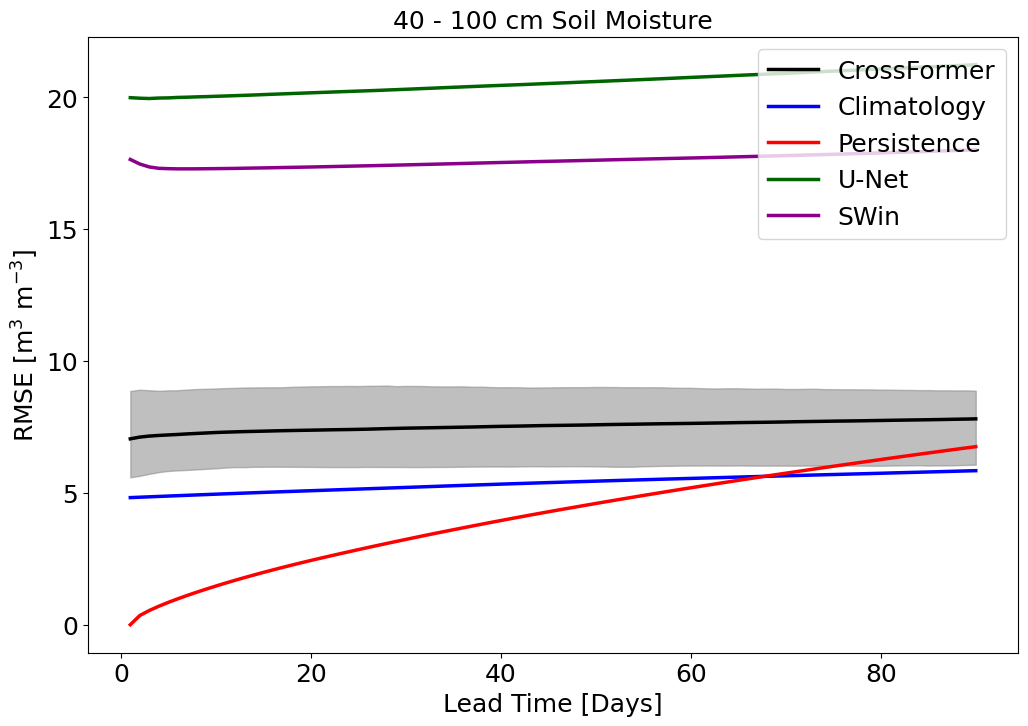 40 - 100 cm Soil Moisture
RMSE [m³ m⁻³]
20
15
10
5
0
0 20 40 60 80
Lead Time [Days]
CrossFormer
Climatology
Persistence
U-Net
SWin